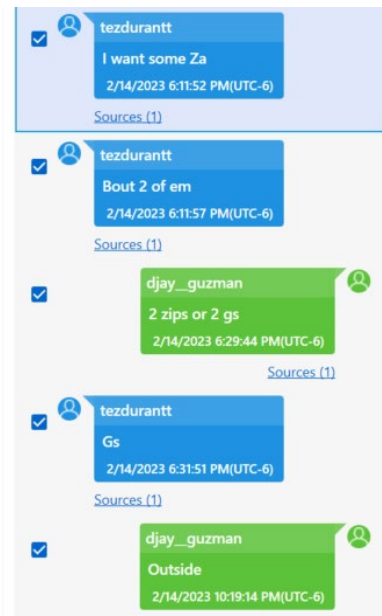 tezdurantt
I want some Za
2/14/2023 6:11:52 PM(UTC-6)
Sources (1)
tezdurantt
Bout 2 of em
2/14/2023 6:11:57 PM(UTC-6)
Sources (1)
djay__guzman
2 zips or 2 gs
2/14/2023 6:29:44 PM(UTC-6)
Sources (1)
tezdurantt
Gs
2/14/2023 6:31:51 PM(UTC-6)
Sources (1)
djay__guzman
Outside
2/14/2023 10:19:14 PM(UTC-6)